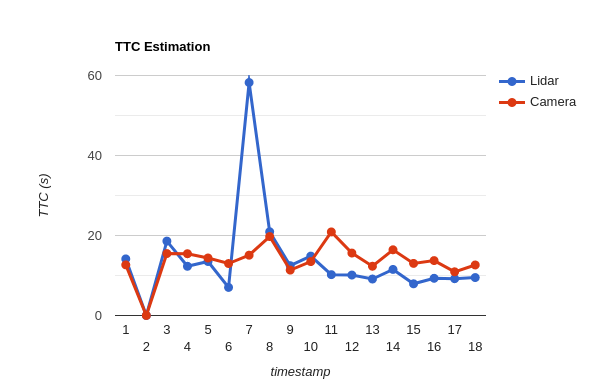 TTC Estimation
Lidar
Camera
60
40
20
0
TTC (s)
1 3 5 7 9 11 13 15 17
2 4 6 8 10 12 14 16 18
timestamp